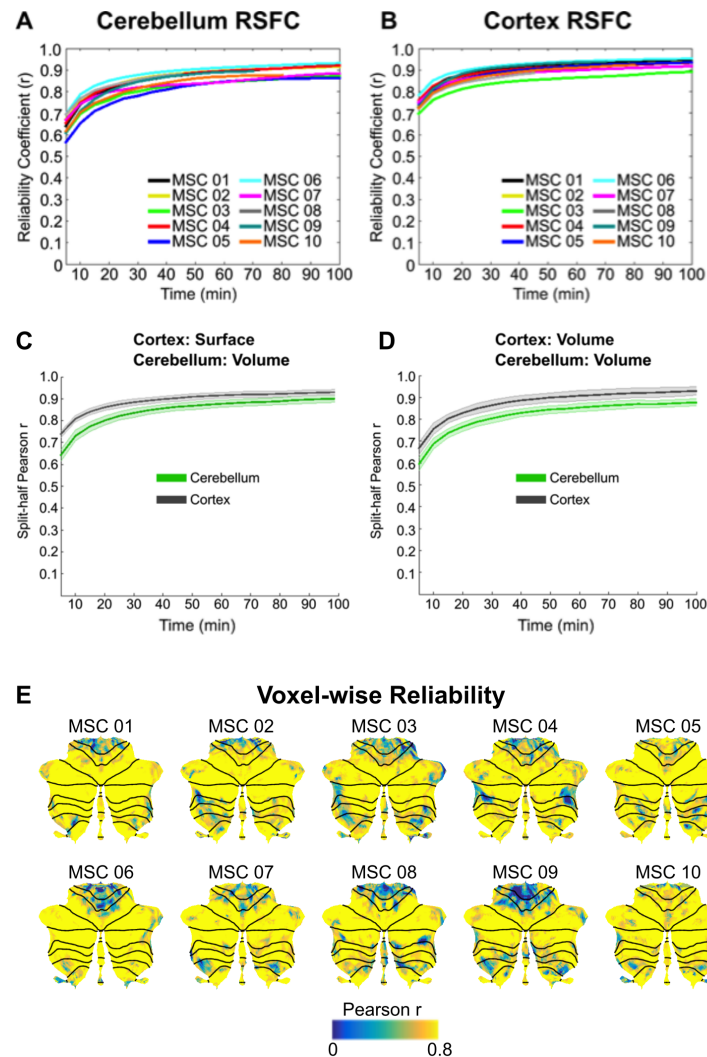 A Cerebellum RSFC
B Cortex RSFC
Reliability Coefficient (r)
1.0
0.9
0.8
0.7
0.6
0.5
0.4
0.3
0.2
0.1
0
MSC 01
MSC 02
MSC 03
MSC 04
MSC 05
MSC 06
MSC 07
MSC 08
MSC 09
MSC 10
10 20 30 40 50 60 70 80 90 100
Time (min)
Reliability Coefficient (r)
1.0
0.9
0.8
0.7
0.6
0.5
0.4
0.3
0.2
0.1
0
MSC 01
MSC 02
MSC 03
MSC 04
MSC 05
MSC 06
MSC 07
MSC 08
MSC 09
MSC 10
10 20 30 40 50 60 70 80 90 100
Time (min)
C
Cortex: Surface
Cerebellum: Volume
Split-half Pearson r
1.0
0.9
0.8
0.7
0.6
0.5
0.4
0.3
0.2
0.1
Cerebellum
Cortex
10 20 30 40 50 60 70 80 90 100
Time (min)
D
Cortex: Volume
Cerebellum: Volume
Split-half Pearson r
1.0
0.9
0.8
0.7
0.6
0.5
0.4
0.3
0.2
0.1
Cerebellum
Cortex
10 20 30 40 50 60 70 80 90 100
Time (min)
E Voxel-wise Reliability
MSC 01 MSC 02 MSC 03 MSC 04 MSC 05
MSC 06 MSC 07 MSC 08 MSC 09 MSC 10
Pearson r
0 0.8